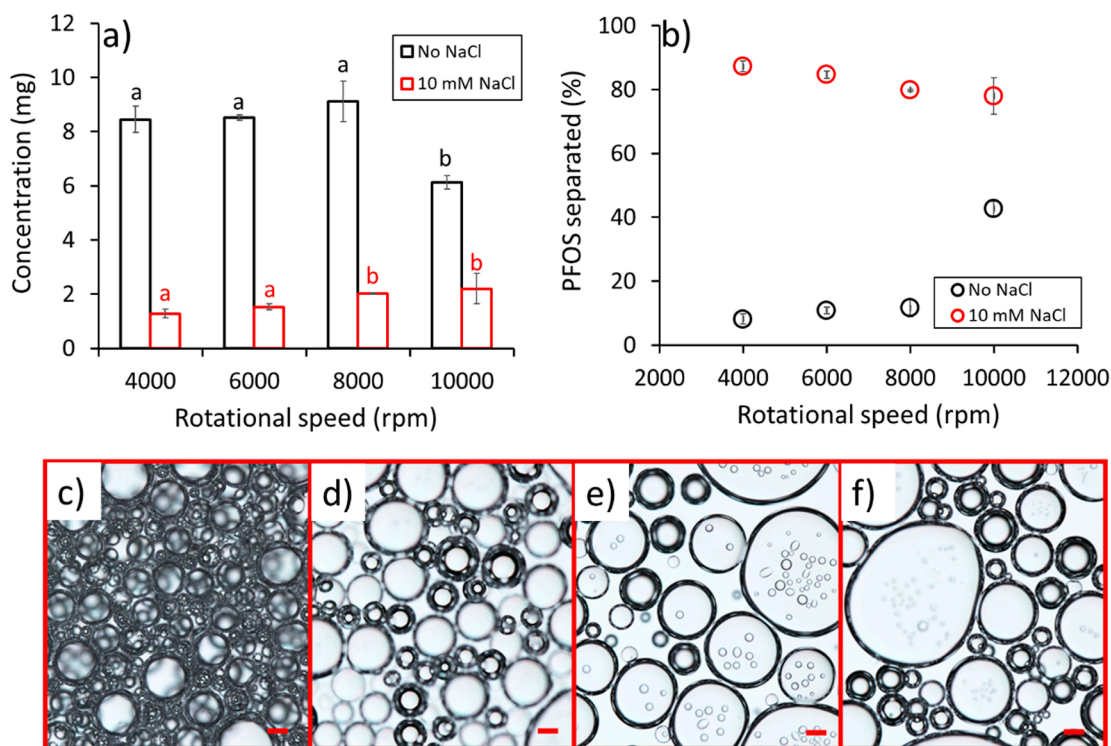 a)
12
10
8
6
4
2
0
Concentration (mg)
No NaCl
10 mM NaCl
a
a
a
b
a
a
b
b
4000 6000 8000 10000
Rotational speed (rpm)
b)
100
80
60
40
20
0
PFOS separated (%)
No NaCl
10 mM NaCl
2000 4000 6000 8000 10000 12000
Rotational speed (rpm)
c)
d)
e)
f)